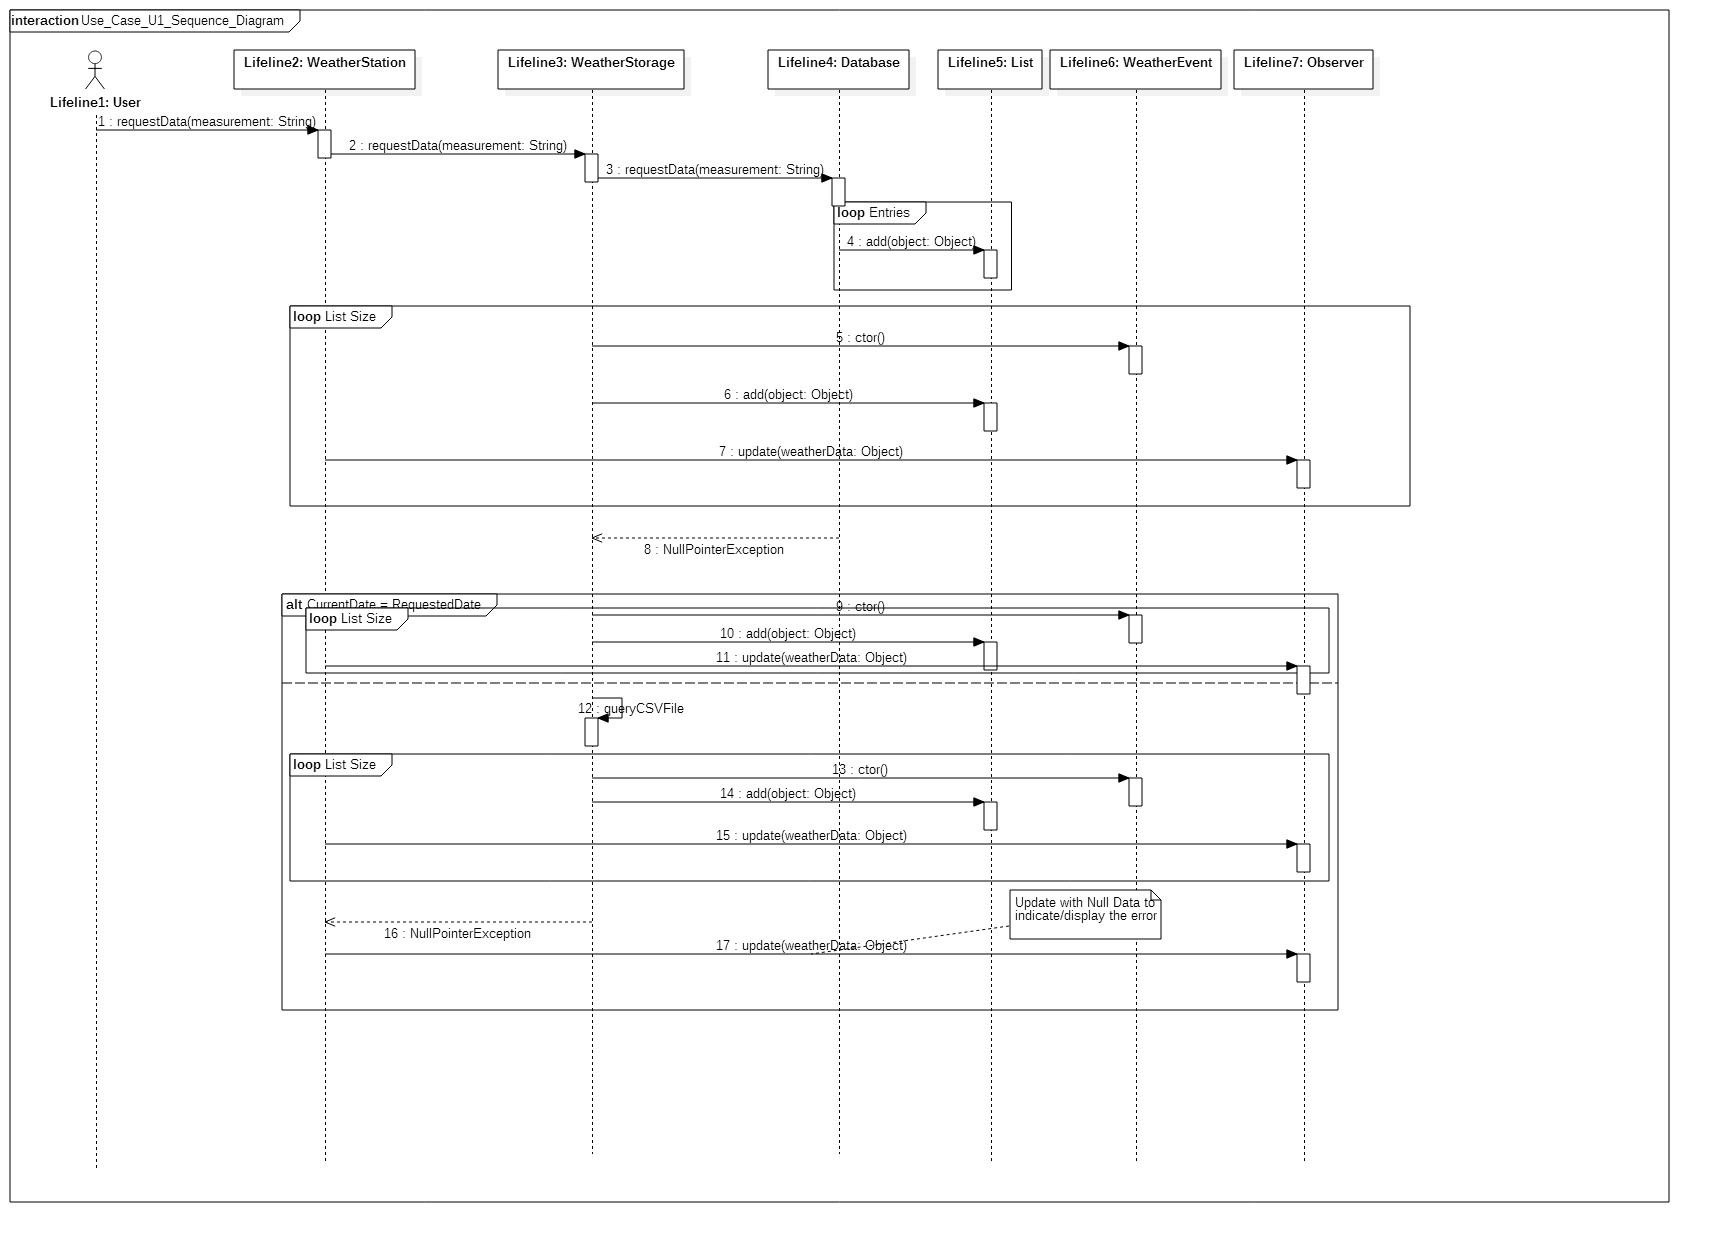 interaction Use_Case_U1_Sequence_Diagram
Lifeline1: User
Lifeline2: WeatherStation
Lifeline3: WeatherStorage
Lifeline4: Database
Lifeline5: List
Lifeline6: WeatherEvent
Lifeline7: Observer
1 : requestData(measurement: String)
2 : requestData(measurement: String)
3 : requestData(measurement: String)
loop Entries
4 : add(object: Object)
loop List Size
5 : ctor()
6 : add(object: Object)
7 : update(weatherData: Object)
8 : NullPointerException
alt CurrentDate = RequestedDate
loop List Size
9 : ctor()
10 : add(object: Object)
11 : update(weatherData: Object)
12 : queryCSVFile
loop List Size
13 : ctor()
14 : add(object: Object)
15 : update(weatherData: Object)
Update with Null Data to
indicate/display the error
16 : NullPointerException
17 : update(weatherData: Object)